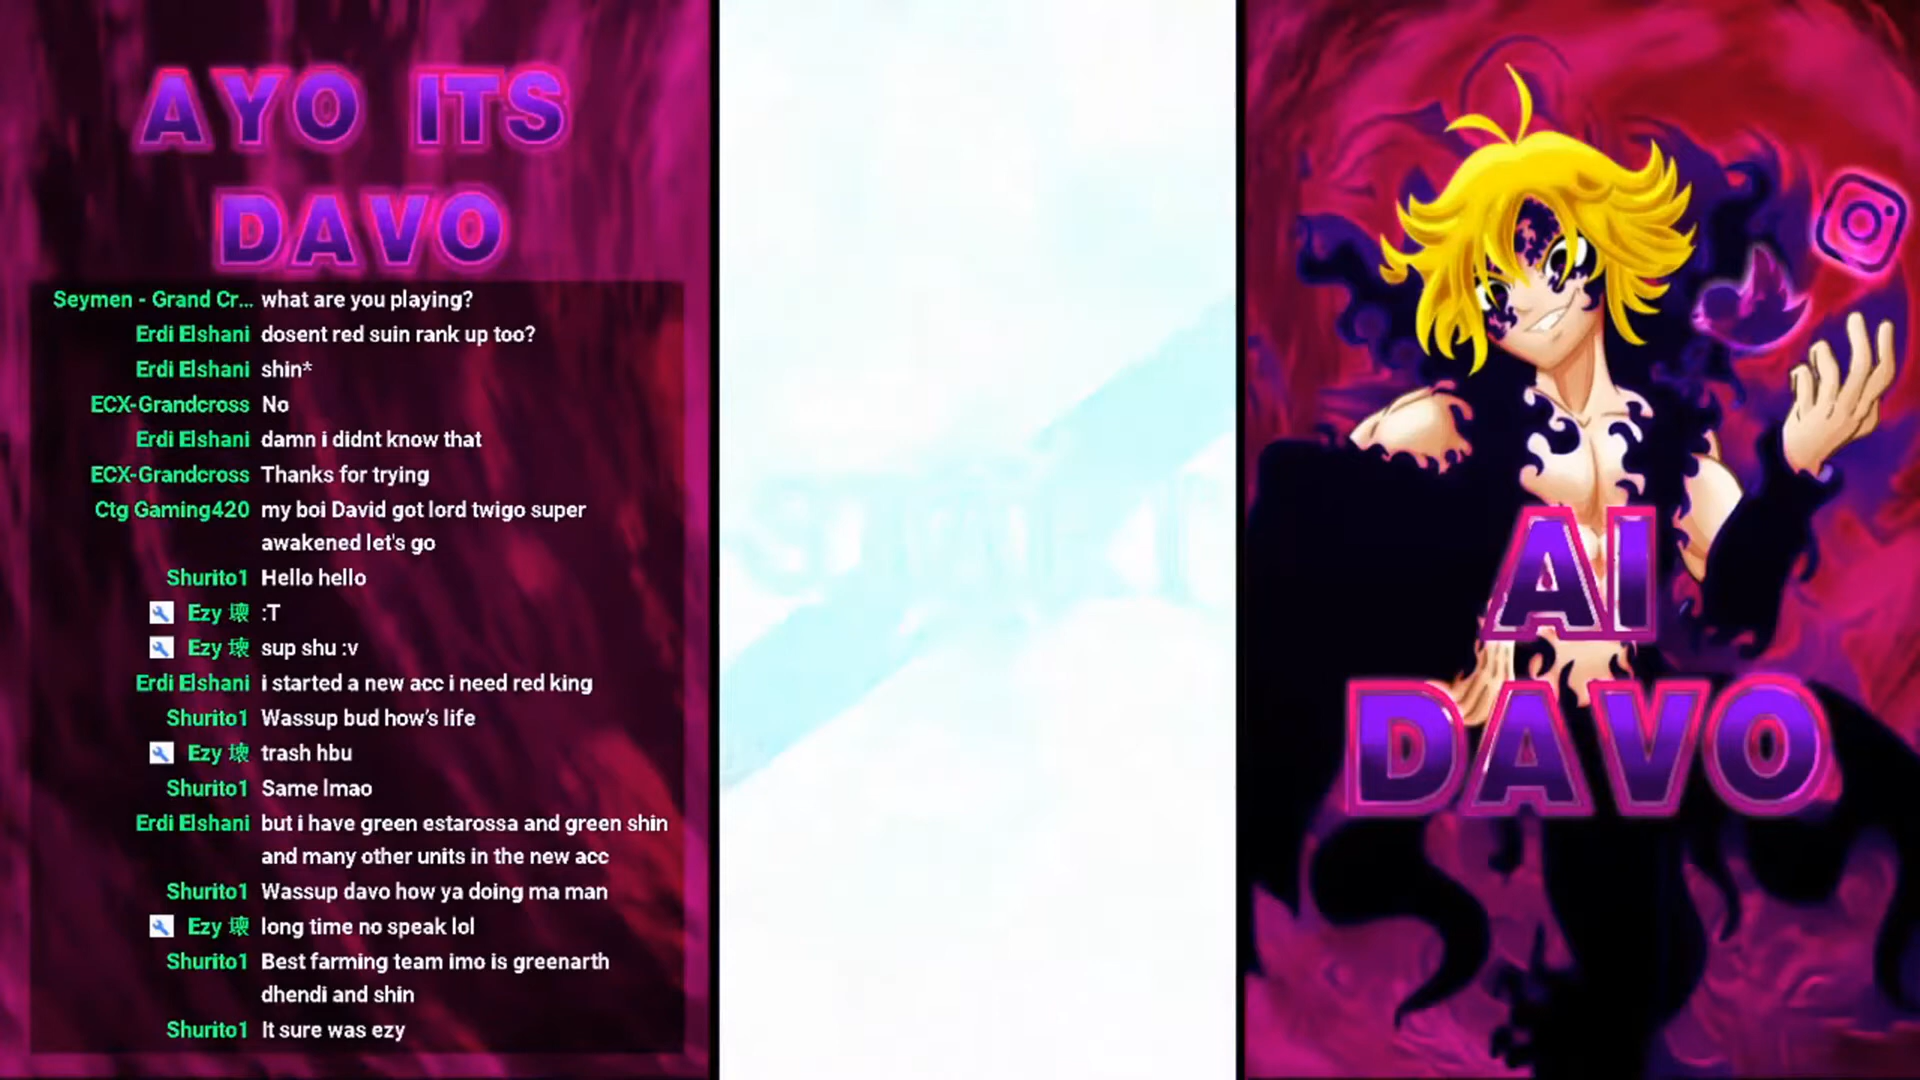 AYO ITS
DAVO
Seymen - Grand Cr... what are you playing?
Erdi Elshani dosent red suin rank up too?
Erdi Elshani shin*
ECX-Grandcross No
Erdi Elshani damn i didnt know that
ECX-Grandcross Thanks for trying
Ctg Gaming420 my boi David got lord twigo super
awakened let's go
Shurito1 Hello hello
Ezy 壞 :T
Ezy 壞 sup shu :v
Erdi Elshani i started a new acc i need red king
Shurito1 Wassup bud how’s life
Ezy 壞 trash hbu
Shurito1 Same lmao
Erdi Elshani but i have green estarossa and green shin
and many other units in the new acc
Shurito1 Wassup davo how ya doing ma man
Ezy 壞 long time no speak lol
Shurito1 Best farming team imo is greenarth
dhendi and shin
Shurito1 It sure was ezy
AI
DAVO